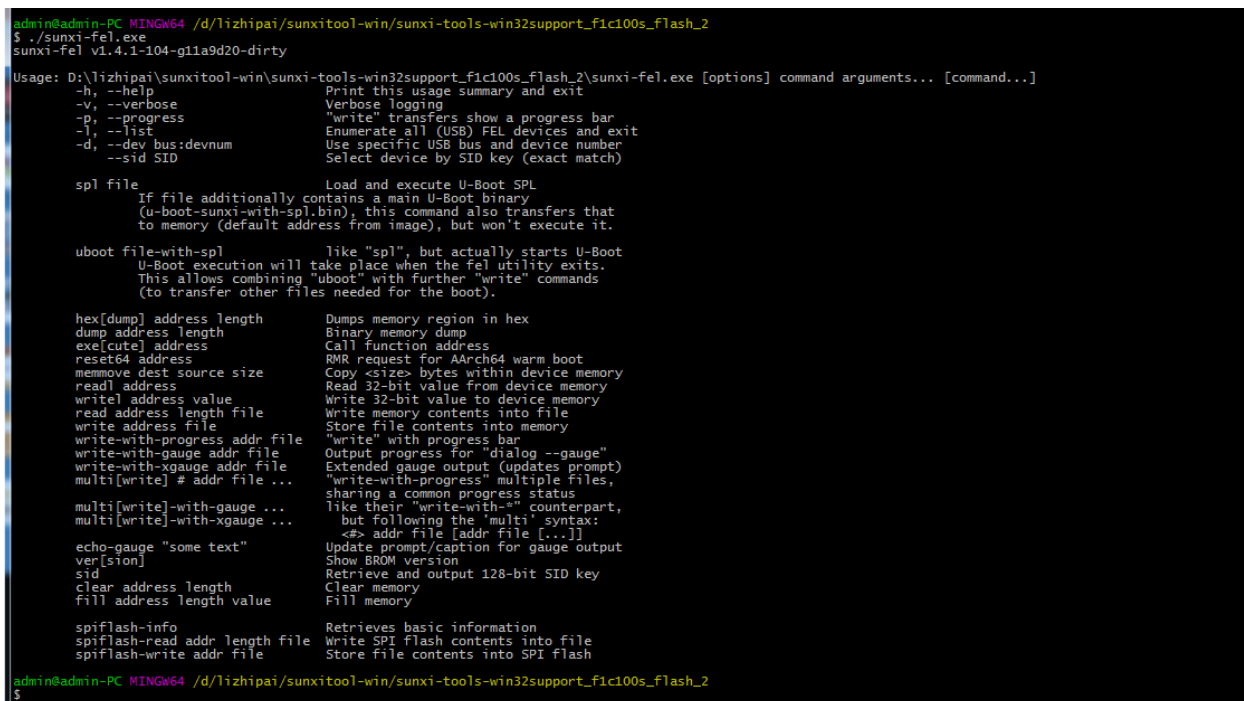 admin@admin-PC MINGW64 /d/lizhipai/sunxitool-win/sunxi-tools-win32support_f1c100s_flash_2
$ ./sunxi-fel.exe
sunxi-fel v1.4.1-104-g11a9d20-dirty
Usage: D:\lizhipai\sunxitool-win\sunxi-tools-win32support_f1c100s_flash_2\sunxi-fel.exe [options] command arguments... [command...]
-h, --help Print this usage summary and exit
-v, --verbose Verbose logging
-p, --progress "write" transfers show a progress bar
-l, --list Enumerate all (USB) FEL devices and exit
-d, --dev bus:devnum Use specific USB bus and device number
--sid SID Select device by SID key (exact match)
spl file Load and execute U-Boot SPL
If file additionally contains a main U-Boot binary
(u-boot-sunxi-with-spl.bin), this command also transfers that
to memory (default address from image), but won't execute it.
uboot file-with-spl like "spl", but actually starts U-Boot
U-Boot execution will take place when the fel utility exits.
This allows combining "uboot" with further "write" commands
(to transfer other files needed for the boot).
hex[dump] address length Dumps memory region in hex
dump address length Binary memory dump
exe[cute] address Call function address
reset64 address RMR request for AArch64 warm boot
memmove dest source size Copy <size> bytes within device memory
readl address Read 32-bit value from device memory
writel address value Write 32-bit value to device memory
read address length file Write memory contents into file
write address file Store file contents into memory
write-with-progress addr file "write" with progress bar
write-with-gauge addr file Output progress for "dialog --gauge"
write-with-xgauge addr file Extended gauge output (updates prompt)
multi[write] # addr file ... "write-with-progress" multiple files,
sharing a common progress status
multi[write]-with-gauge ... like their "write-with-*" counterpart,
multi[write]-with-xgauge ... but following the 'multi' syntax:
<#> addr file [addr file [...]]
echo-gauge "some text" Update prompt/caption for gauge output
ver[sion] Show BROM version
sid Retrieve and output 128-bit SID key
clear address length Clear memory
fill address length value Fill memory
spiflash-info Retrieves basic information
spiflash-read addr length file Write SPI flash contents into file
spiflash-write addr file Store file contents into SPI flash
admin@admin-PC MINGW64 /d/lizhipai/sunxitool-win/sunxi-tools-win32support_f1c100s_flash_2
$